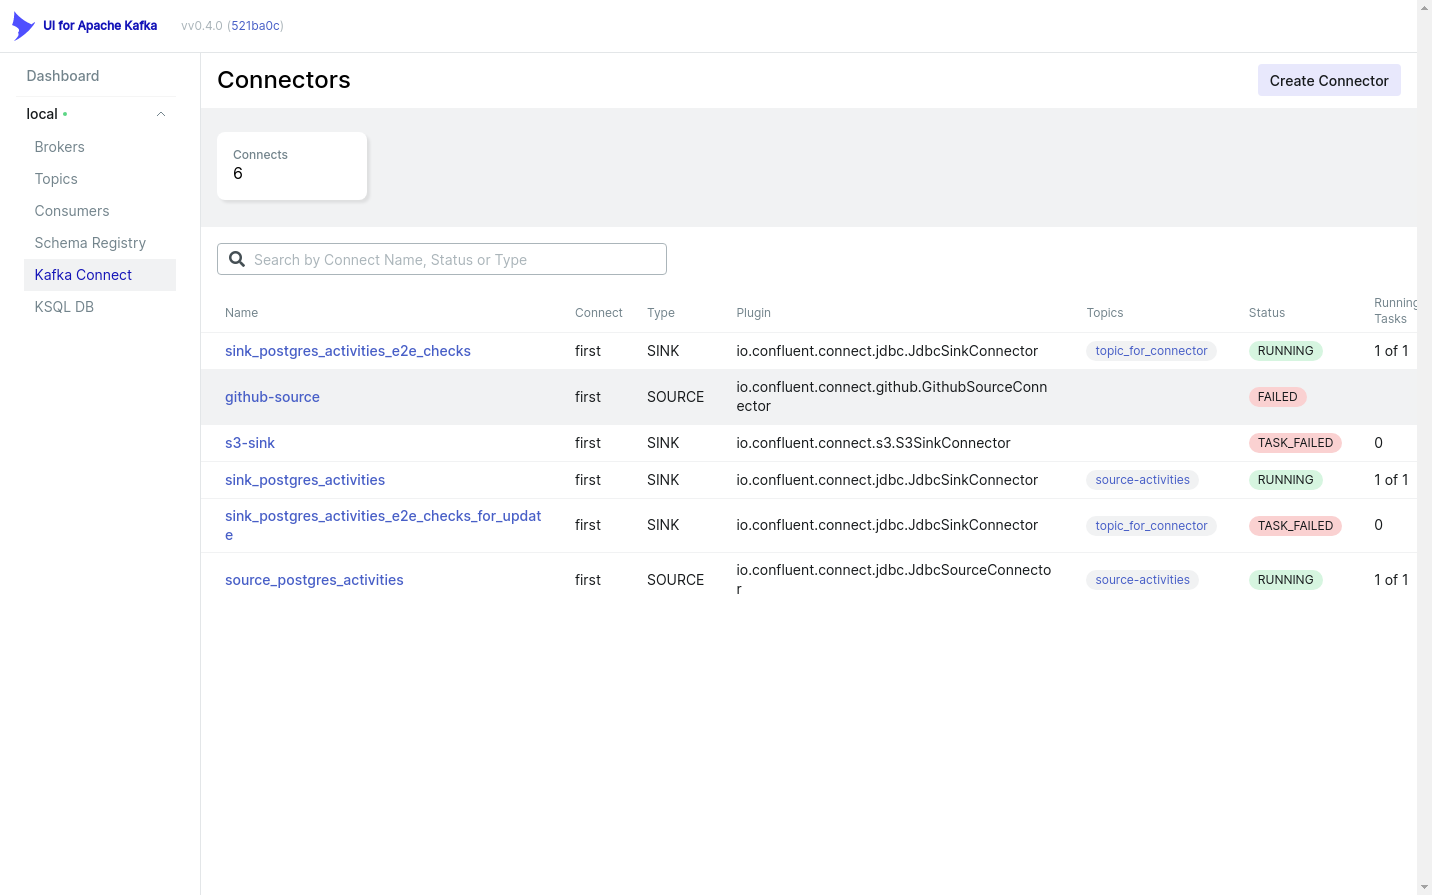 UI for Apache Kafka
vv0.4.0 (521ba0c)
Dashboard
local
Brokers
Topics
Consumers
Schema Registry
Kafka Connect
KSQL DB
Connectors
Create Connector
Connects
6
Search by Connect Name, Status or Type
Name Connect Type Plugin Topics Status Running
Tasks
sink_postgres_activities_e2e_checks first SINK io.confluent.connect.jdbc.JdbcSinkConnector topic_for_connector RUNNING 1 of 1
github-source first SOURCE io.confluent.connect.github.GithubSourceConn
ector FAILED
s3-sink first SINK io.confluent.connect.s3.S3SinkConnector TASK_FAILED 0
sink_postgres_activities first SINK io.confluent.connect.jdbc.JdbcSinkConnector source-activities RUNNING 1 of 1
sink_postgres_activities_e2e_checks_for_updat
e first SINK io.confluent.connect.jdbc.JdbcSinkConnector topic_for_connector TASK_FAILED 0
source_postgres_activities first SOURCE io.confluent.connect.jdbc.JdbcSourceConnecto
r source-activities RUNNING 1 of 1